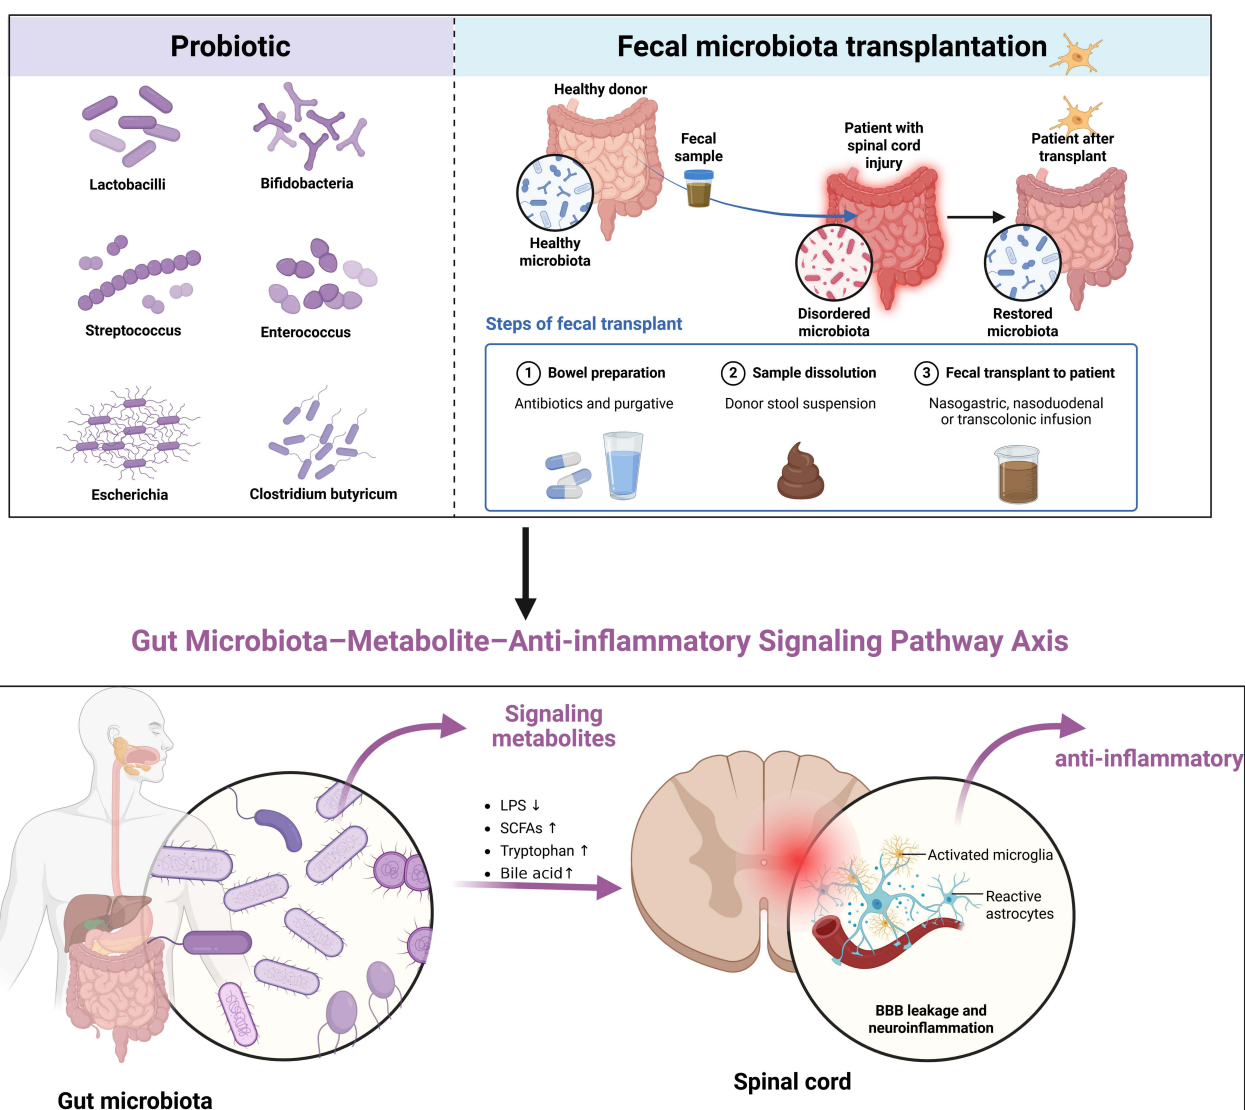 Probiotic
Fecal microbiota transplantation
Lactobacilli
Bifidobacteria
Streptococcus
Enterococcus
Escherichia
Clostridium butyricum
Healthy donor
Fecal
sample
Patient with
spinal cord
injury
Patient after
transplant
Healthy
microbiota
Disordered
microbiota
Restored
microbiota
Steps of fecal transplant
1 Bowel preparation
Antibiotics and purgative
2 Sample dissolution
Donor stool suspension
3 Fecal transplant to patient
Nasogastric, nasoduodenal
or transcolonic infusion
Gut Microbiota–Metabolite–Anti-inflammatory Signaling Pathway Axis
Signaling
metabolites
• LPS ↓
• SCFAs ↑
• Tryptophan ↑
• Bile acid↑
anti-inflammatory
Activated microglia
Reactive
astrocytes
BBB leakage and
neuroinflammation
Spinal cord
Gut microbiota